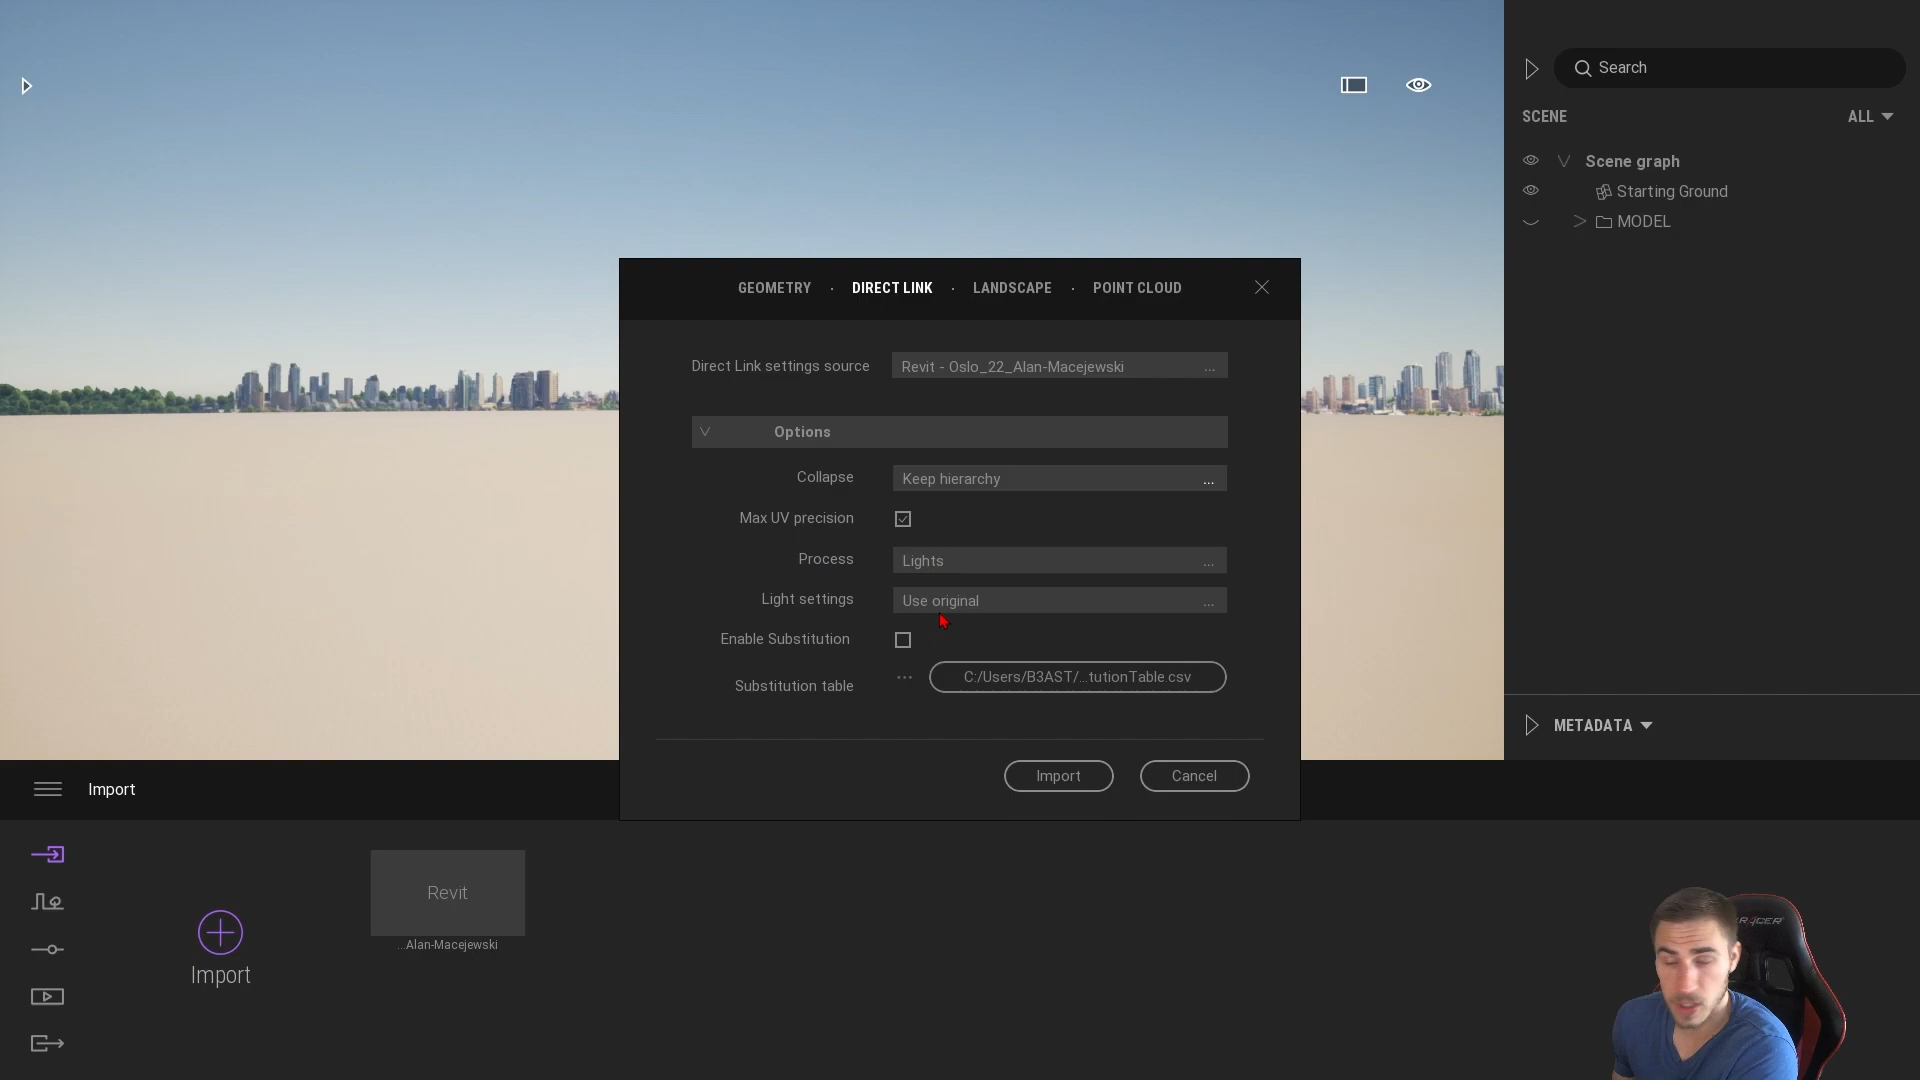 Search
SCENE
ALL
Scene graph
Starting Ground
MODEL
GEOMETRY · DIRECT LINK · LANDSCAPE · POINT CLOUD
Direct Link settings source
Revit - Oslo_22_Alan-Macejewski ...
Options
Collapse
Keep hierarchy ...
Max UV precision
Process
Lights ...
Light settings
Use original ...
Enable Substitution
Substitution table
... C:/Users/B3AST/...tutionTable.csv
Import
Cancel
METADATA
Import
Revit
...Alan-Macejewski
Import